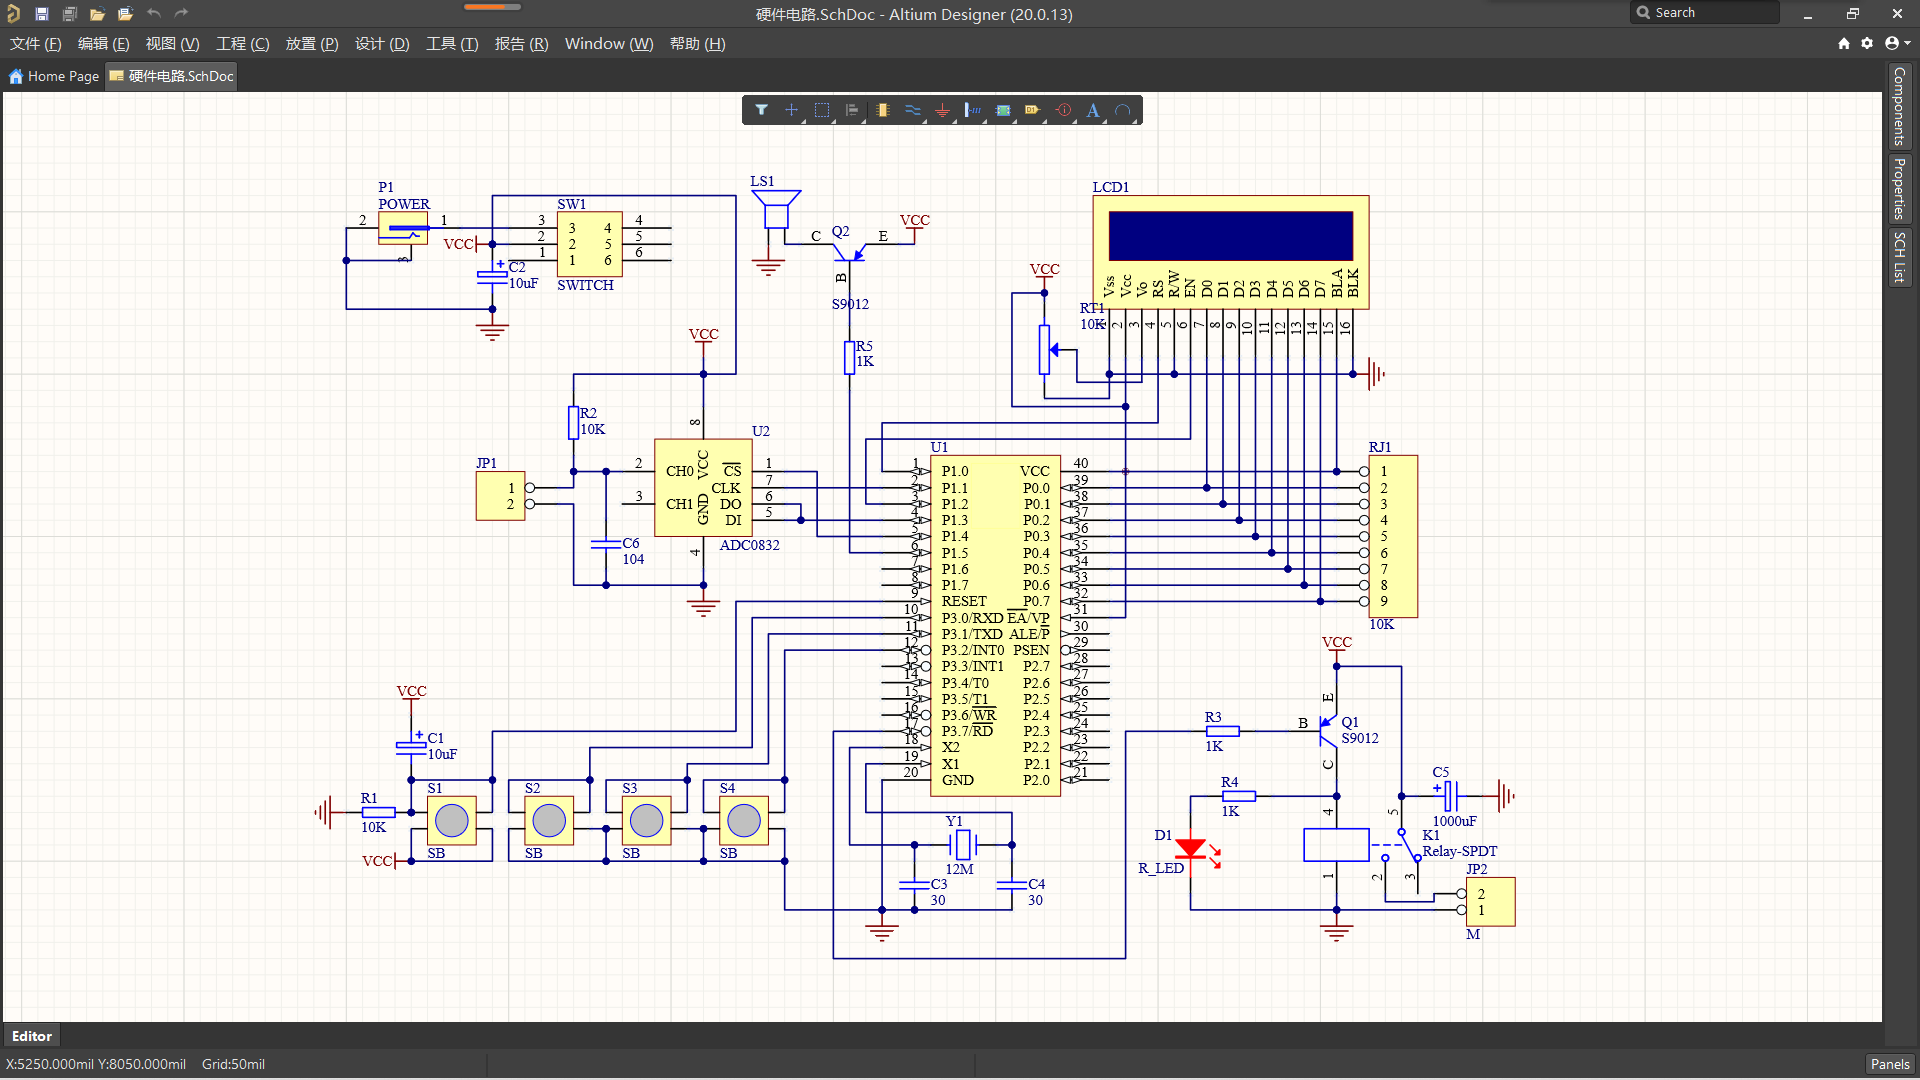 硬件电路.SchDoc - Altium Designer (20.0.13)
Search
文件 (F) 编辑 (E) 视图 (V) 工程 (C) 放置 (P) 设计 (D) 工具 (T) 报告 (R) Window (W) 帮助 (H)
Home Page
硬件电路.SchDoc
Components
Properties
SCH List
P1
POWER
2
1
3
VCC
C2
10uF
SW1
3 3 4 4
2 2 5 5
1 1 6 6
SWITCH
LS1
Q2
C
E
B
VCC
S9012
R5
1K
VCC
R2
10K
JP1
1
2
C6
104
U2
8
2 CH0 VCC CS 1
CLK 7
3 CH1 GND DO 6
DI 5
4
ADC0832
LCD1
Vss Vcc Vo RS R/W EN D0 D1 D2 D3 D4 D5 D6 D7 BLA BLK
2 3 4 5 6 7 8 9 10 11 12 13 14 15 16
VCC
RT1
10K
U1
1 P1.0 VCC 40
2 P1.1 P0.0 39
3 P1.2 P0.1 38
4 P1.3 P0.2 37
5 P1.4 P0.3 36
6 P1.5 P0.4 35
7 P1.6 P0.5 34
8 P1.7 P0.6 33
9 RESET P0.7 32
10 P3.0/RXD EA/VP 31
11 P3.1/TXD ALE/P 30
12 P3.2/INT0 PSEN 29
13 P3.3/INT1 P2.7 28
14 P3.4/T0 P2.6 27
15 P3.5/T1 P2.5 26
16 P3.6/WR P2.4 25
17 P3.7/RD P2.3 24
18 X2 P2.2 23
19 X1 P2.1 22
20 GND P2.0 21
RJ1
1
2
3
4
5
6
7
8
9
10K
VCC
C1
10uF
R1
10K
VCC
S1
SB
S2
SB
S3
SB
S4
SB
Y1
12M
C3
30
C4
30
VCC
R3
1K
E
B
C
Q1
S9012
R4
1K
D1
R_LED
4
5
1
2
3
C5
1000uF
K1
Relay-SPDT
JP2
2
1
M
Editor
X:5250.000mil Y:8050.000mil Grid:50mil
Panels